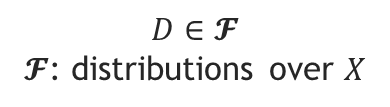 𝐷 ∈ 𝓕
𝓕: distributions over 𝑋